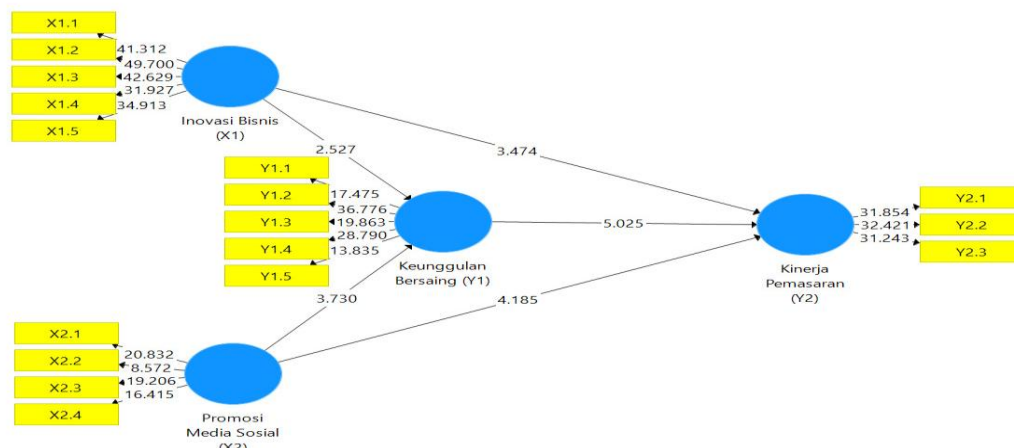 X1.1
X1.2
X1.3
X1.4
X1.5
41.312
49.700
42.629
31.927
34.913
Inovasi Bisnis
(X1)
2.527
3.474
Y1.1
Y1.2
Y1.3
Y1.4
Y1.5
17.475
36.776
19.863
28.790
13.835
Keunggulan
Bersaing (Y1)
5.025
Kinerja
Pemasaran
(Y2)
31.854
32.421
31.243
Y2.1
Y2.2
Y2.3
3.730
4.185
X2.1
X2.2
X2.3
X2.4
20.832
8.572
19.206
16.415
Promosi
Media Sosial
(X2)